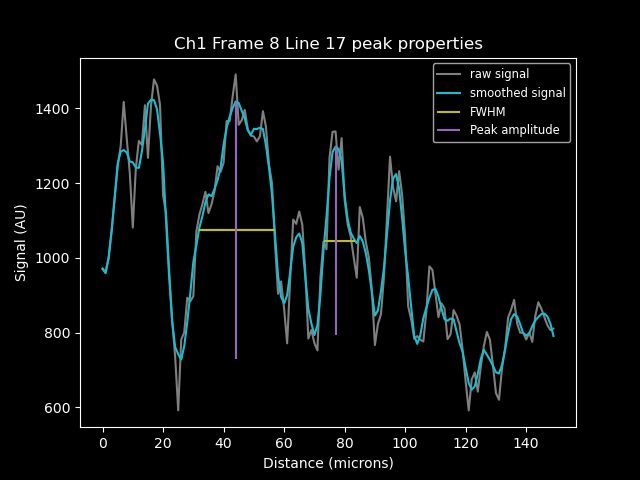 Ch1 Frame 8 Line 17 peak properties
raw signal
smoothed signal
FWHM
Peak amplitude
Signal (AU)
1400
1200
1000
800
600
0 20 40 60 80 100 120 140
Distance (microns)